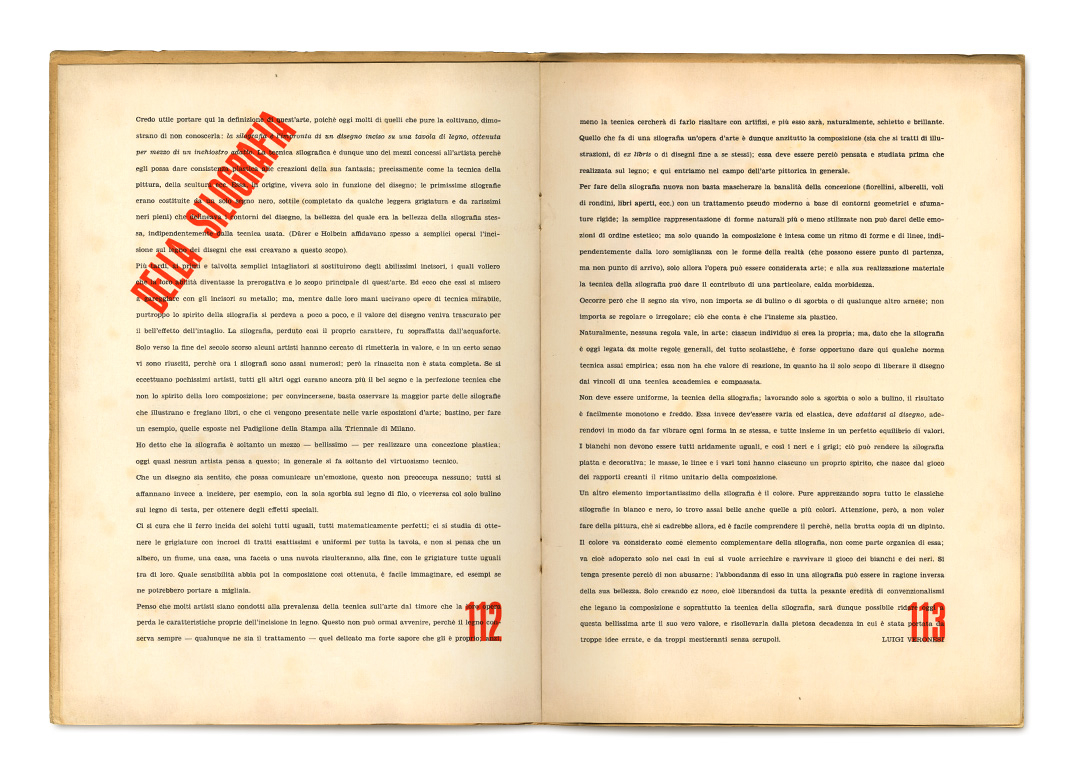 DELLA SILOGRAFIA
Credo utile portare qui la definizione di quest'arte, poichè oggi molti di quelli che pure la coltivano, dimo-
strano di non conoscerla: la silografia è l'impronta di un disegno inciso su una tavola di legno, ottenuta
per mezzo di un inchiostro adatto. La tecnica silografica è dunque uno dei mezzi concessi all'artista perchè
egli possa dare consistenza plastica alle creazioni della sua fantasia; precisamente come la tecnica della
pittura, della scultura ecc. Essa, in origine, viveva solo in funzione del disegno; le primissime silografie
erano costituite da un solo segno nero, sottile (completato da qualche leggera grigiatura e da rarissimi
neri pieni) che delineava i contorni del disegno, la bellezza del quale era la bellezza della silografia stes-
sa, indipendentemente dalla tecnica usata. (Dürer e Holbein affidavano spesso a semplici operai l'inci-
sione sul legno dei disegni che essi creavano a questo scopo).
Più tardi, ai primi e talvolta semplici intagliatori si sostituirono degli abilissimi incisori, i quali vollero
che la loro abilità diventasse la prerogativa e lo scopo principale di quest'arte. Ed ecco che essi si misero
a gareggiare con gli incisori su metallo; ma, mentre dalle loro mani uscivano opere di tecnica mirabile,
purtroppo lo spirito della silografia si perdeva a poco a poco, e il valore del disegno veniva trascurato per
il bell'effetto dell'intaglio. La silografia, perduto così il proprio carattere, fu sopraffatta dall'acquaforte.
Solo verso la fine del secolo scorso alcuni artisti hannno cercato di rimetterla in valore, e in un certo senso
vi sono riusciti, perchè ora i silografi sono assai numerosi; però la rinascita non è stata completa. Se si
eccettuano pochissimi artisti, tutti gli altri oggi curano ancora più il bel segno e la perfezione tecnica che
non lo spirito della loro composizione; per convincersene, basta osservare la maggior parte delle silografie
che illustrano e fregiano libri, o che ci vengono presentate nelle varie esposizioni d'arte; bastino, per fare
un esempio, quelle esposte nel Padiglione della Stampa alla Triennale di Milano.
Ho detto che la silografia è soltanto un mezzo — bellissimo — per realizzare una concezione plastica;
oggi quasi nessun artista pensa a questo; in generale si fa soltanto del virtuosismo tecnico.
Che un disegno sia sentito, che possa comunicare un'emozione, questo non preoccupa nessuno; tutti si
affannano invece a incidere, per esempio, con la sola sgorbia sul legno di filo, o viceversa col solo bulino
sul legno di testa, per ottenere degli effetti speciali.
Ci si cura che il ferro incida dei solchi tutti uguali, tutti matematicamente perfetti; ci si studia di otte-
nere le grigiature con incroci di tratti esattissimi e uniformi per tutta la tavola, e non si pensa che un
albero, un fiume, una casa, una faccia o una nuvola risulteranno, alla fine, con le grigiature tutte uguali
tra di loro. Quale sensibilità abbia poi la composizione così ottenuta, è facile immaginare, ed esempi se
ne potrebbero portare a migliaia.
Penso che molti artisti siano condotti alla prevalenza della tecnica sull'arte dal timore che la loro opera
perda le caratteristiche proprie dell'incisione in legno. Questo non può ormai avvenire, perchè il legno con-
serva sempre — qualunque ne sia il trattamento — quel delicato ma forte sapore che gli è proprio; anzi,
112
meno la tecnica cercherà di farlo risaltare con artifizi, e più esso sarà, naturalmente, schietto e brillante.
Quello che fa di una silografia un'opera d'arte è dunque anzitutto la composizione (sia che si tratti di illu-
strazioni, di ex libris o di disegni fine a se stessi); essa deve essere perciò pensata e studiata prima che
realizzata sul legno; e qui entriamo nel campo dell'arte pittorica in generale.
Per fare della silografia nuova non basta mascherare la banalità della concezione (fiorellini, alberelli, voli
di rondini, libri aperti, ecc.) con un trattamento pseudo moderno a base di contorni geometrici e sfuma-
ture rigide; la semplice rappresentazione di forme naturali più o meno stilizzate non può darci delle emo-
zioni di ordine estetico; ma solo quando la composizione è intesa come un ritmo di forme e di linee, indi-
pendentemente dalla loro somiglianza con le forme della realtà (che possono essere punto di partenza,
ma non punto di arrivo), solo allora l'opera può essere considerata arte; e alla sua realizzazione materiale
la tecnica della silografia può dare il contributo di una particolare, calda morbidezza.
Occorre però che il segno sia vivo, non importa se di bulino o di sgorbia o di qualunque altro arnese; non
importa se regolare o irregolare; ciò che conta è che l'insieme sia plastico.
Naturalmente, nessuna regola vale, in arte: ciascun individuo si crea la propria; ma, dato che la silografia
è oggi legata da molte regole generali, del tutto scolastiche, è forse opportuno dare qui qualche norma
tecnica assai empirica; essa non ha che valore di reazione, in quanto ha il solo scopo di liberare il disegno
dai vincoli di una tecnica accademica e compassata.
Non deve essere uniforme, la tecnica della silografia; lavorando solo a sgorbia o solo a bulino, il risultato
è facilmente monotono e freddo. Essa invece dev'essere varia ed elastica, deve adattarsi al disegno, ade-
rendovi in modo da far vibrare ogni forma in se stessa, e tutte insieme in un perfetto equilibrio di valori.
I bianchi non devono essere tutti aridamente uguali, e così i neri e i grigi; ciò può rendere la silografia
piatta e decorativa; le masse, le linee e i vari toni hanno ciascuno un proprio spirito, che nasce dal gioco
dei rapporti creanti il ritmo unitario della composizione.
Un altro elemento importantissimo della silografia è il colore. Pure apprezzando sopra tutto le classiche
silografie in bianco e nero, io trovo assai belle anche quelle a più colori. Attenzione, però, a non voler
fare della pittura, chè si cadrebbe allora, ed è facile comprendere il perchè, nella brutta copia di un dipinto.
Il colore va considerato come elemento complementare della silografia, non come parte organica di essa;
va cioè adoperato solo nei casi in cui si vuole arricchire e ravvivare il gioco dei bianchi e dei neri. Si
tenga presente perciò di non abusarne: l'abbondanza di esso in una silografia può essere in ragione inversa
della sua bellezza. Solo creando ex novo, cioè liberandosi da tutta la pesante eredità di convenzionalismi
che legano la composizione e soprattutto la tecnica della silografia, sarà dunque possibile ridare oggi a
questa bellissima arte il suo vero valore, e risollevarla dalla pietosa decadenza in cui è stata portata da
troppe idee errate, e da troppi mestieranti senza scrupoli. LUIGI VERONESI
113